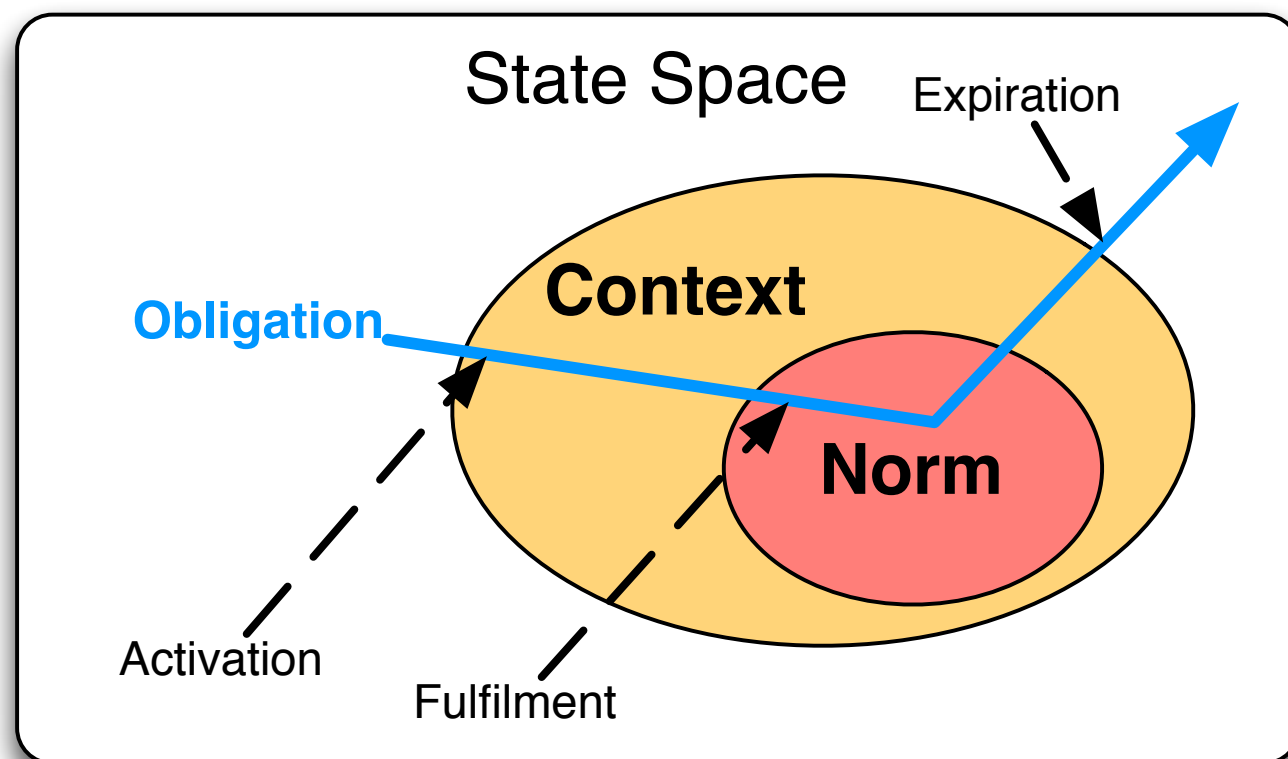 State Space
Expiration
Context
Obligation
Norm
Activation
Fulfilment